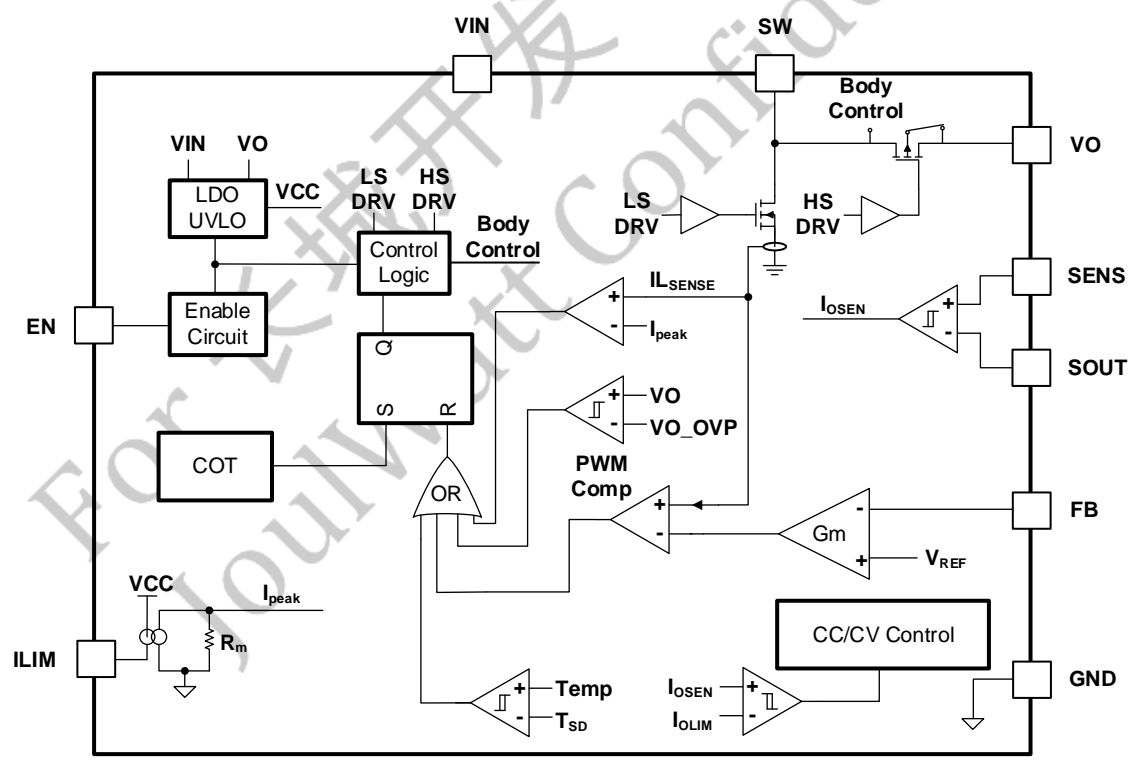 VIN
SW
Body
Control
VO
VIN VO
LDO
UVLO
VCC
LS
DRV
HS
DRV
Control
Logic
Body
Control
LS
DRV
HS
DRV
Enable
Circuit
EN
ILSENSE
Ipeak
IOSEN
SENS
SOUT
Q
S
R
VO
VO_OVP
COT
OR
PWM
Comp
Gm
FB
VREF
VCC
Ipeak
Rm
ILIM
CC/CV Control
GND
Temp
TSD
IOSEN
IOLIM
+
-
+
-
+
-
+
-
-
+
+
-
+
-
For 长城开发
JoulWatt Confid